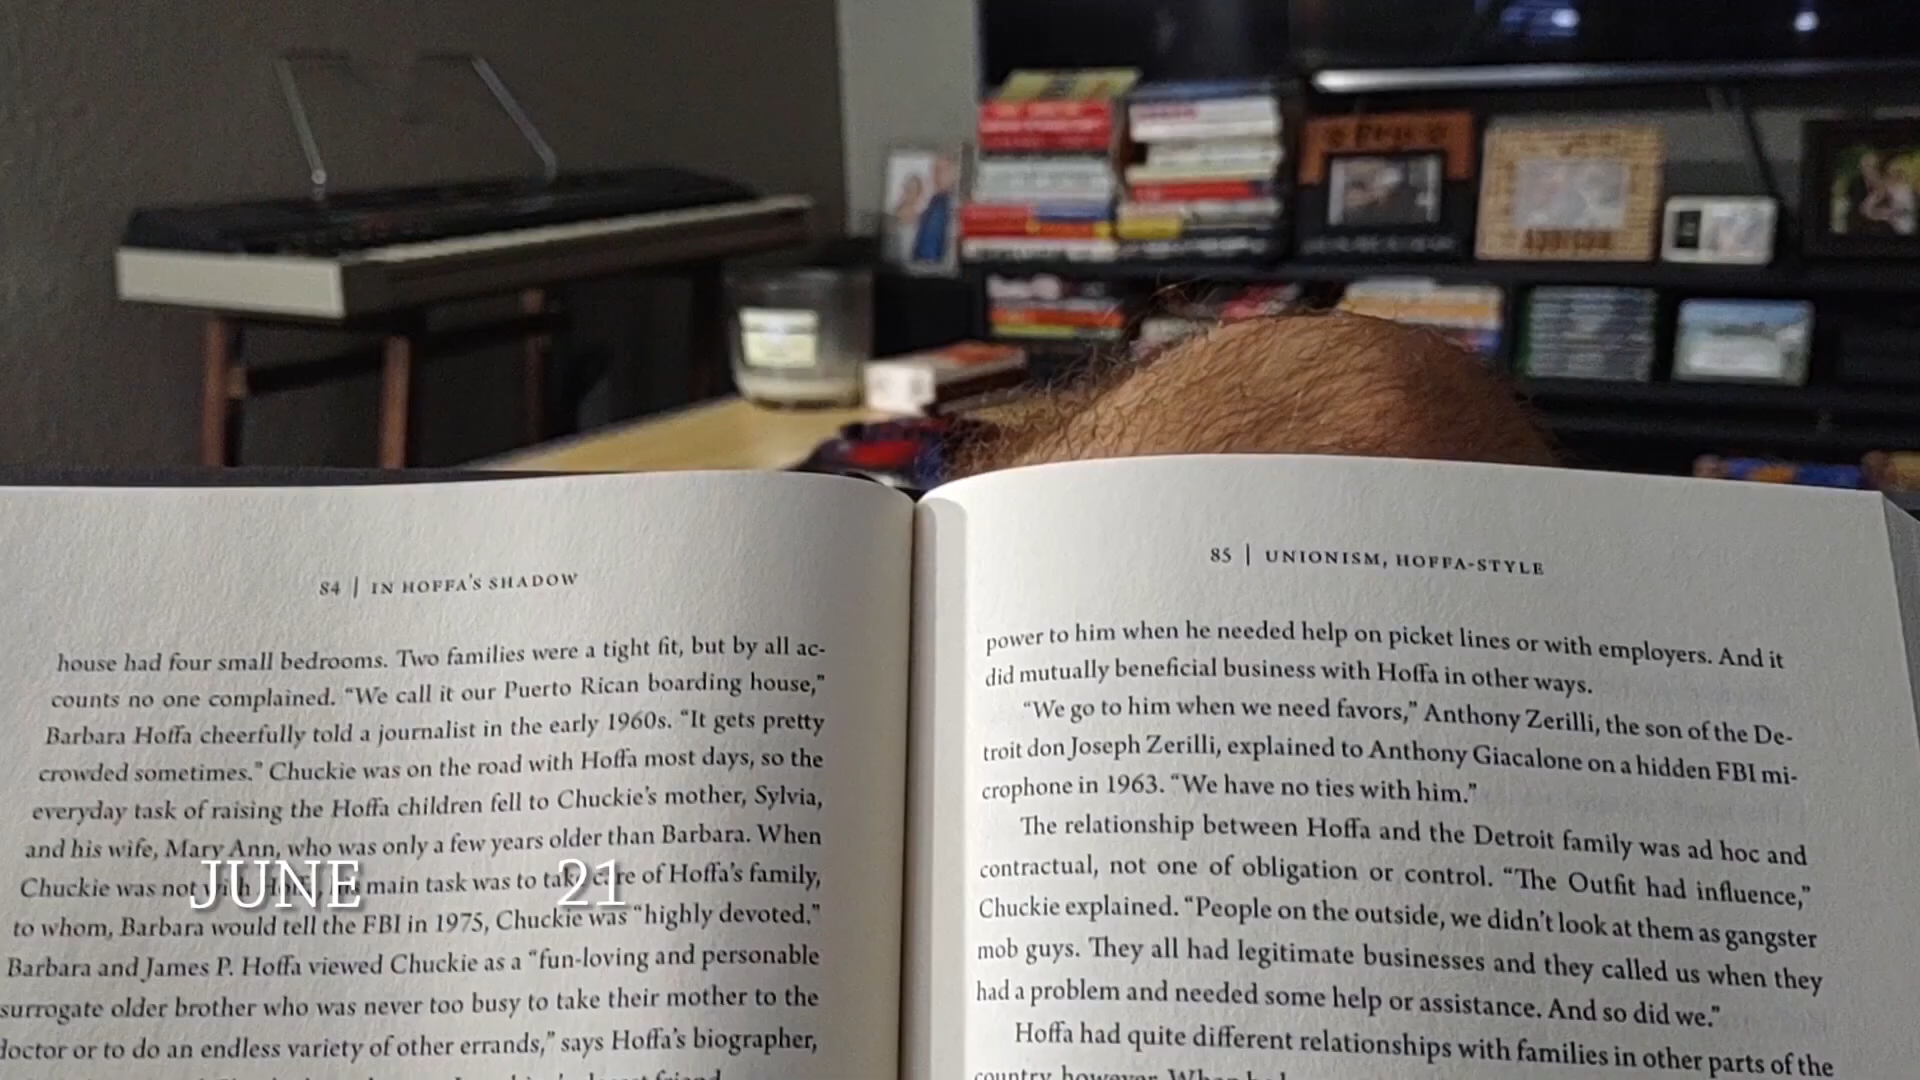 84 | IN HOFFA'S SHADOW
house had four small bedrooms. Two families were a tight fit, but by all ac-
counts no one complained. “We call it our Puerto Rican boarding house,”
Barbara Hoffa cheerfully told a journalist in the early 1960s. “It gets pretty
crowded sometimes.” Chuckie was on the road with Hoffa most days, so the
everyday task of raising the Hoffa children fell to Chuckie’s mother, Sylvia,
and his wife, Mary Ann, who was only a few years older than Barbara. When
Chuckie was not with Hoffa, his main task was to take care of Hoffa’s family,
to whom, Barbara would tell the FBI in 1975, Chuckie was “highly devoted.”
Barbara and James P. Hoffa viewed Chuckie as a “fun-loving and personable
surrogate older brother who was never too busy to take their mother to the
doctor or to do an endless variety of other errands,” says Hoffa’s biographer,
friend
JUNE 21
85 | UNIONISM, HOFFA-STYLE
power to him when he needed help on picket lines or with employers. And it
did mutually beneficial business with Hoffa in other ways.
“We go to him when we need favors,” Anthony Zerilli, the son of the De-
troit don Joseph Zerilli, explained to Anthony Giacalone on a hidden FBI mi-
crophone in 1963. “We have no ties with him.”
The relationship between Hoffa and the Detroit family was ad hoc and
contractual, not one of obligation or control. “The Outfit had influence,”
Chuckie explained. “People on the outside, we didn’t look at them as gangster
mob guys. They all had legitimate businesses and they called us when they
had a problem and needed some help or assistance. And so did we.”
Hoffa had quite different relationships with families in other parts of the
country, however. When